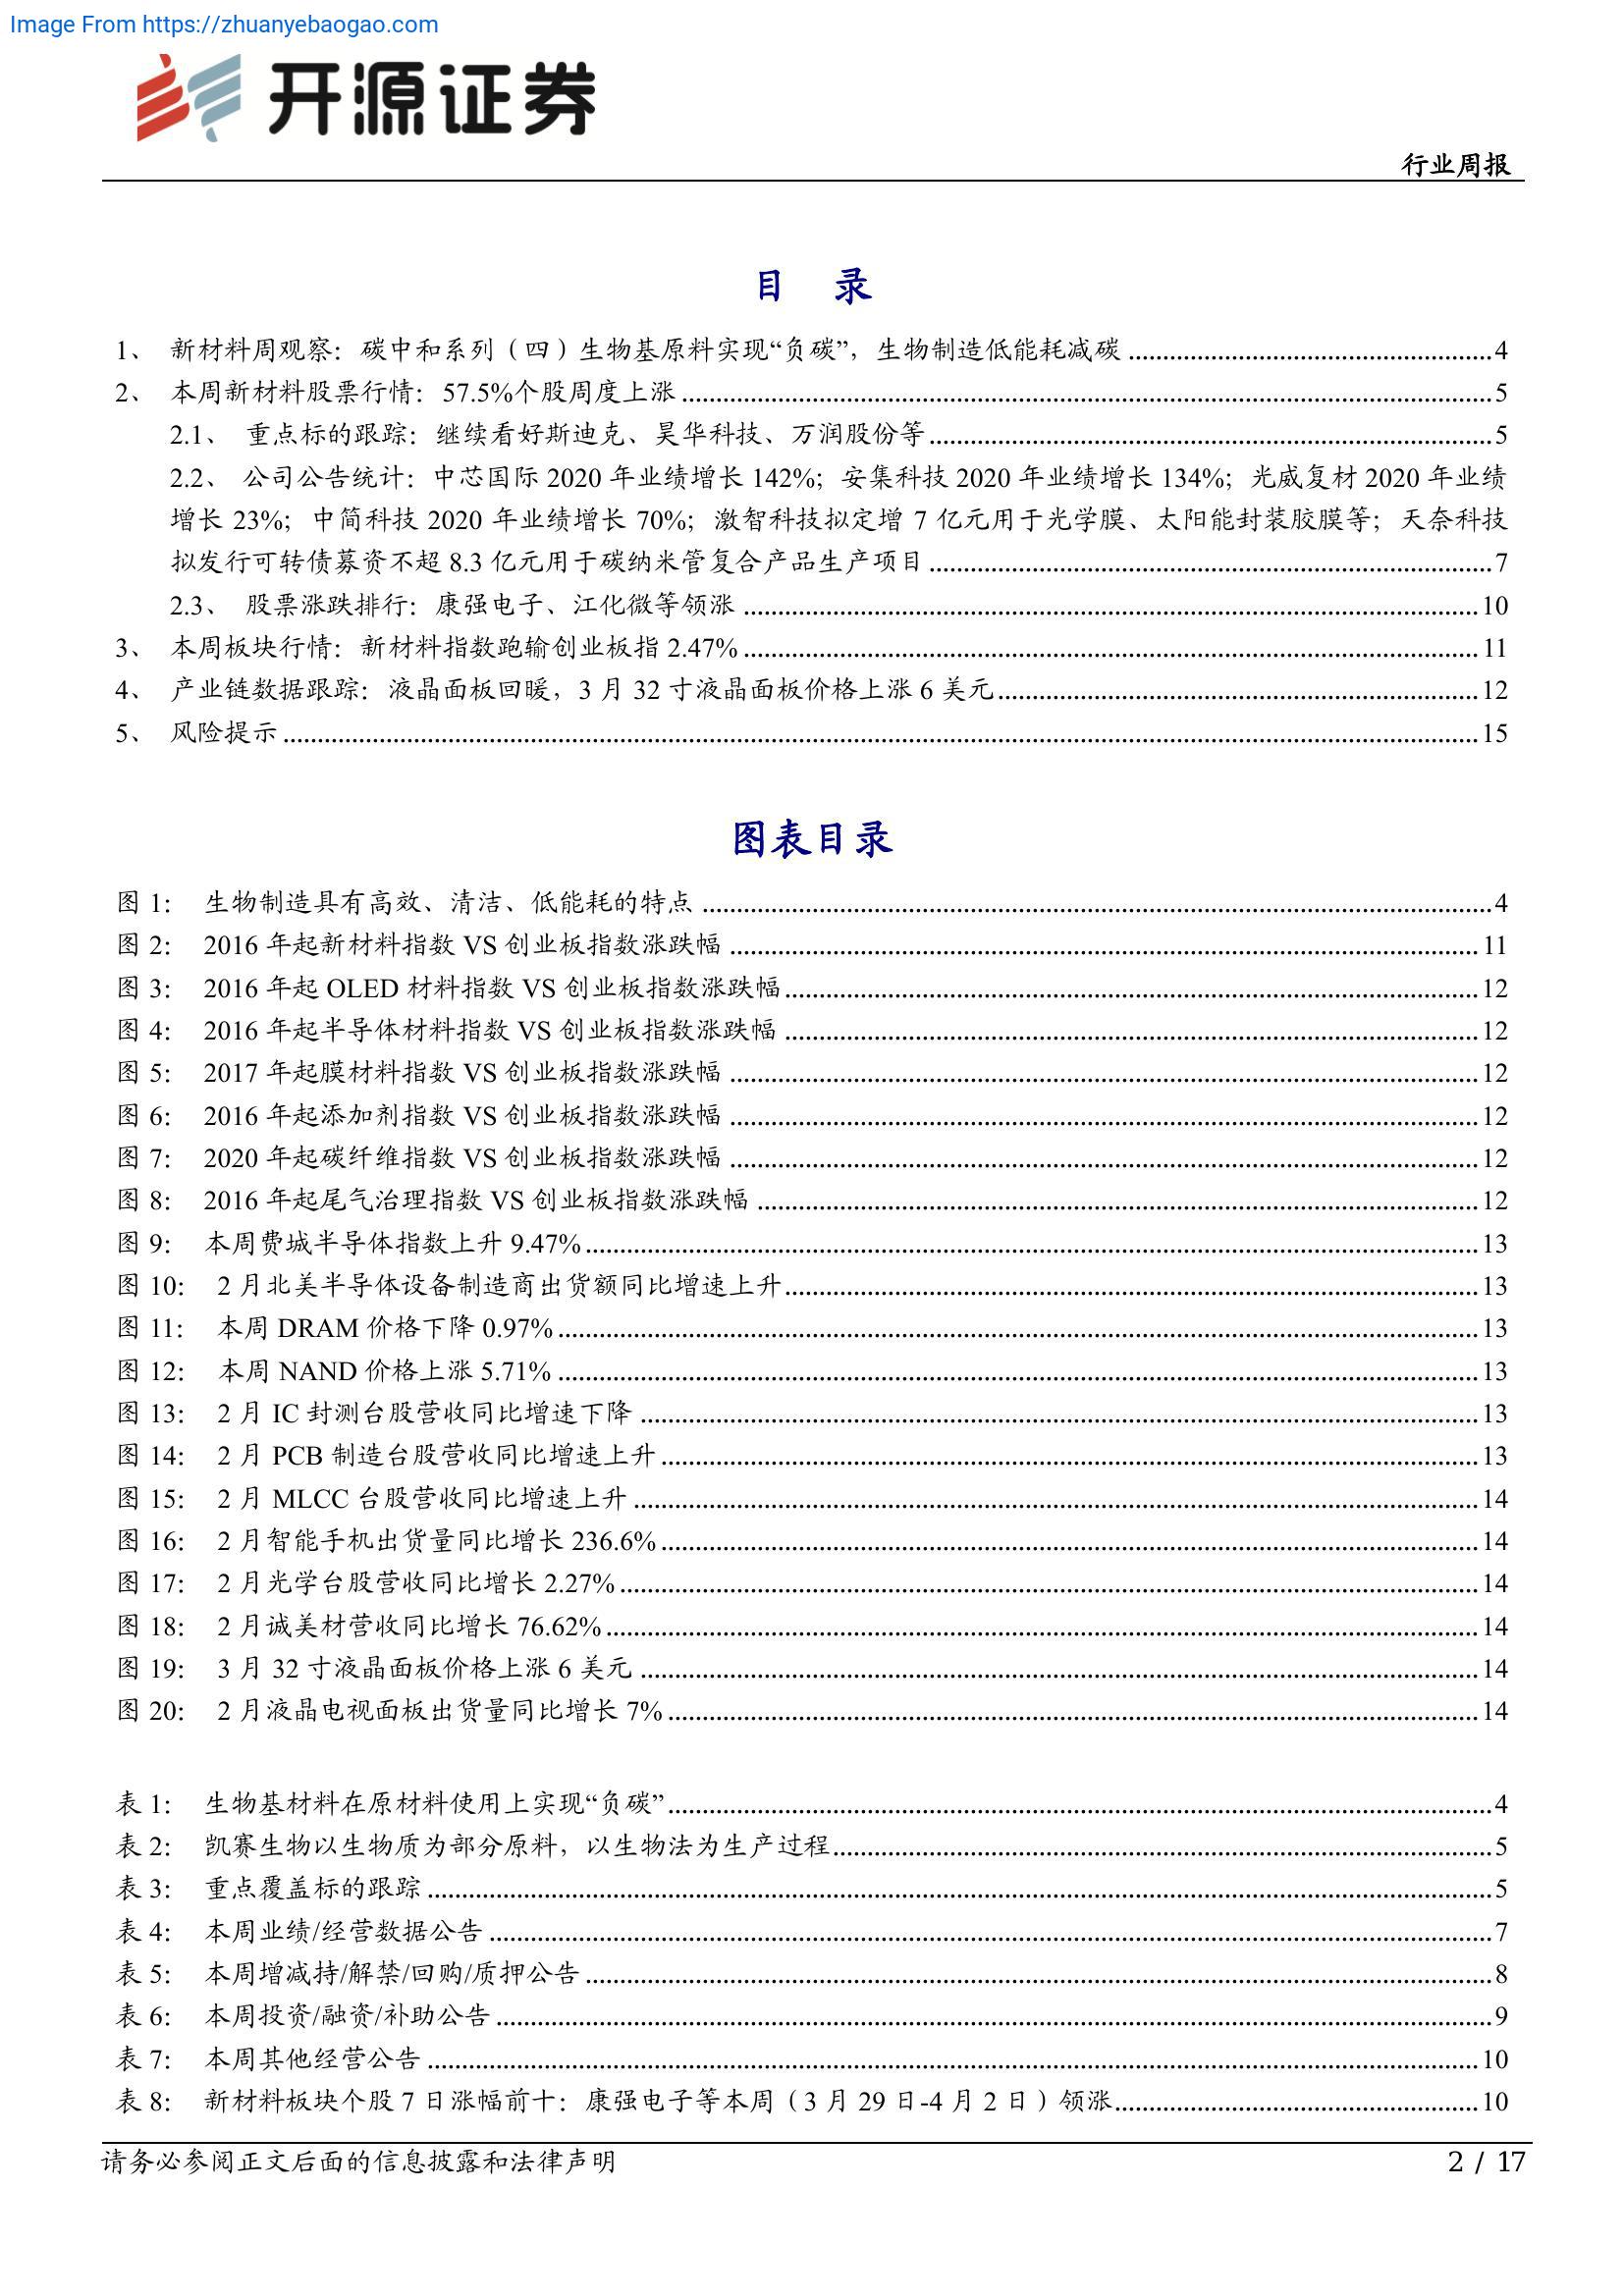 Image From https://zhuanyebaogao.com
开源证券
行业周报
目 录
1、 新材料周观察：碳中和系列（四）生物基原料实现“负碳”，生物制造低能耗减碳 4
2、 本周新材料股票行情：57.5%个股周度上涨 5
2.1、 重点标的跟踪：继续看好斯迪克、昊华科技、万润股份等 5
2.2、 公司公告统计：中芯国际 2020 年业绩增长 142%；安集科技 2020 年业绩增长 134%；光威复材 2020 年业绩
增长 23%；中简科技 2020 年业绩增长 70%；激智科技拟定增 7 亿元用于光学膜、太阳能封装胶膜等；天奈科技
拟发行可转债募资不超 8.3 亿元用于碳纳米管复合产品生产项目 7
2.3、 股票涨跌排行：康强电子、江化微等领涨 10
3、 本周板块行情：新材料指数跑输创业板指 2.47% 11
4、 产业链数据跟踪：液晶面板回暖，3 月 32 寸液晶面板价格上涨 6 美元 12
5、 风险提示 15
图表目录
图 1： 生物制造具有高效、清洁、低能耗的特点 4
图 2： 2016 年起新材料指数 VS 创业板指数涨跌幅 11
图 3： 2016 年起 OLED 材料指数 VS 创业板指数涨跌幅 12
图 4： 2016 年起半导体材料指数 VS 创业板指数涨跌幅 12
图 5： 2017 年起膜材料指数 VS 创业板指数涨跌幅 12
图 6： 2016 年起添加剂指数 VS 创业板指数涨跌幅 12
图 7： 2020 年起碳纤维指数 VS 创业板指数涨跌幅 12
图 8： 2016 年起尾气治理指数 VS 创业板指数涨跌幅 12
图 9： 本周费城半导体指数上升 9.47% 13
图 10： 2 月北美半导体设备制造商出货额同比增速上升 13
图 11： 本周 DRAM 价格下降 0.97% 13
图 12： 本周 NAND 价格上涨 5.71% 13
图 13： 2 月 IC 封测台股营收同比增速下降 13
图 14： 2 月 PCB 制造台股营收同比增速上升 13
图 15： 2 月 MLCC 台股营收同比增速上升 14
图 16： 2 月智能手机出货量同比增长 236.6% 14
图 17： 2 月光学台股营收同比增长 2.27% 14
图 18： 2 月诚美材营收同比增长 76.62% 14
图 19： 3 月 32 寸液晶面板价格上涨 6 美元 14
图 20： 2 月液晶电视面板出货量同比增长 7% 14
表 1： 生物基材料在原材料使用上实现“负碳” 4
表 2： 凯赛生物以生物质为部分原料，以生物法为生产过程 5
表 3： 重点覆盖标的跟踪 5
表 4： 本周业绩/经营数据公告 7
表 5： 本周增减持/解禁/回购/质押公告 8
表 6： 本周投资/融资/补助公告 9
表 7： 本周其他经营公告 10
表 8： 新材料板块个股 7 日涨幅前十：康强电子等本周（3 月 29 日-4 月 2 日）领涨 10
请务必参阅正文后面的信息披露和法律声明 2 / 17